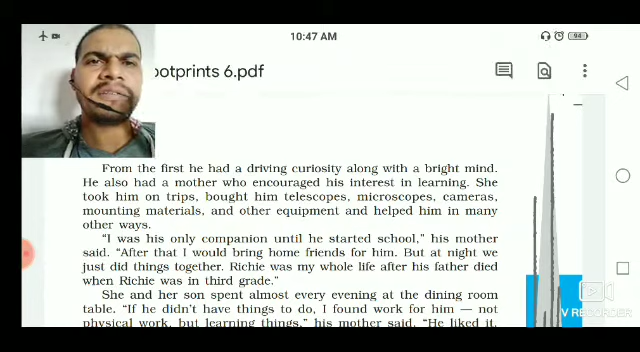 10:47 AM
94
ootprints 6.pdf
From the first he had a driving curiosity along with a bright mind.
He also had a mother who encouraged his interest in learning. She
took him on trips, bought him telescopes, microscopes, cameras,
mounting materials, and other equipment and helped him in many
other ways.
“I was his only companion until he started school,” his mother
said. “After that I would bring home friends for him. But at night we
just did things together. Richie was my whole life after his father died
when Richie was in third grade.”
She and her son spent almost every evening at the dining room
table. “If he didn’t have things to do, I found work for him — not
physical work, but learning things,” his mother said. “He liked it.
V RECORDER